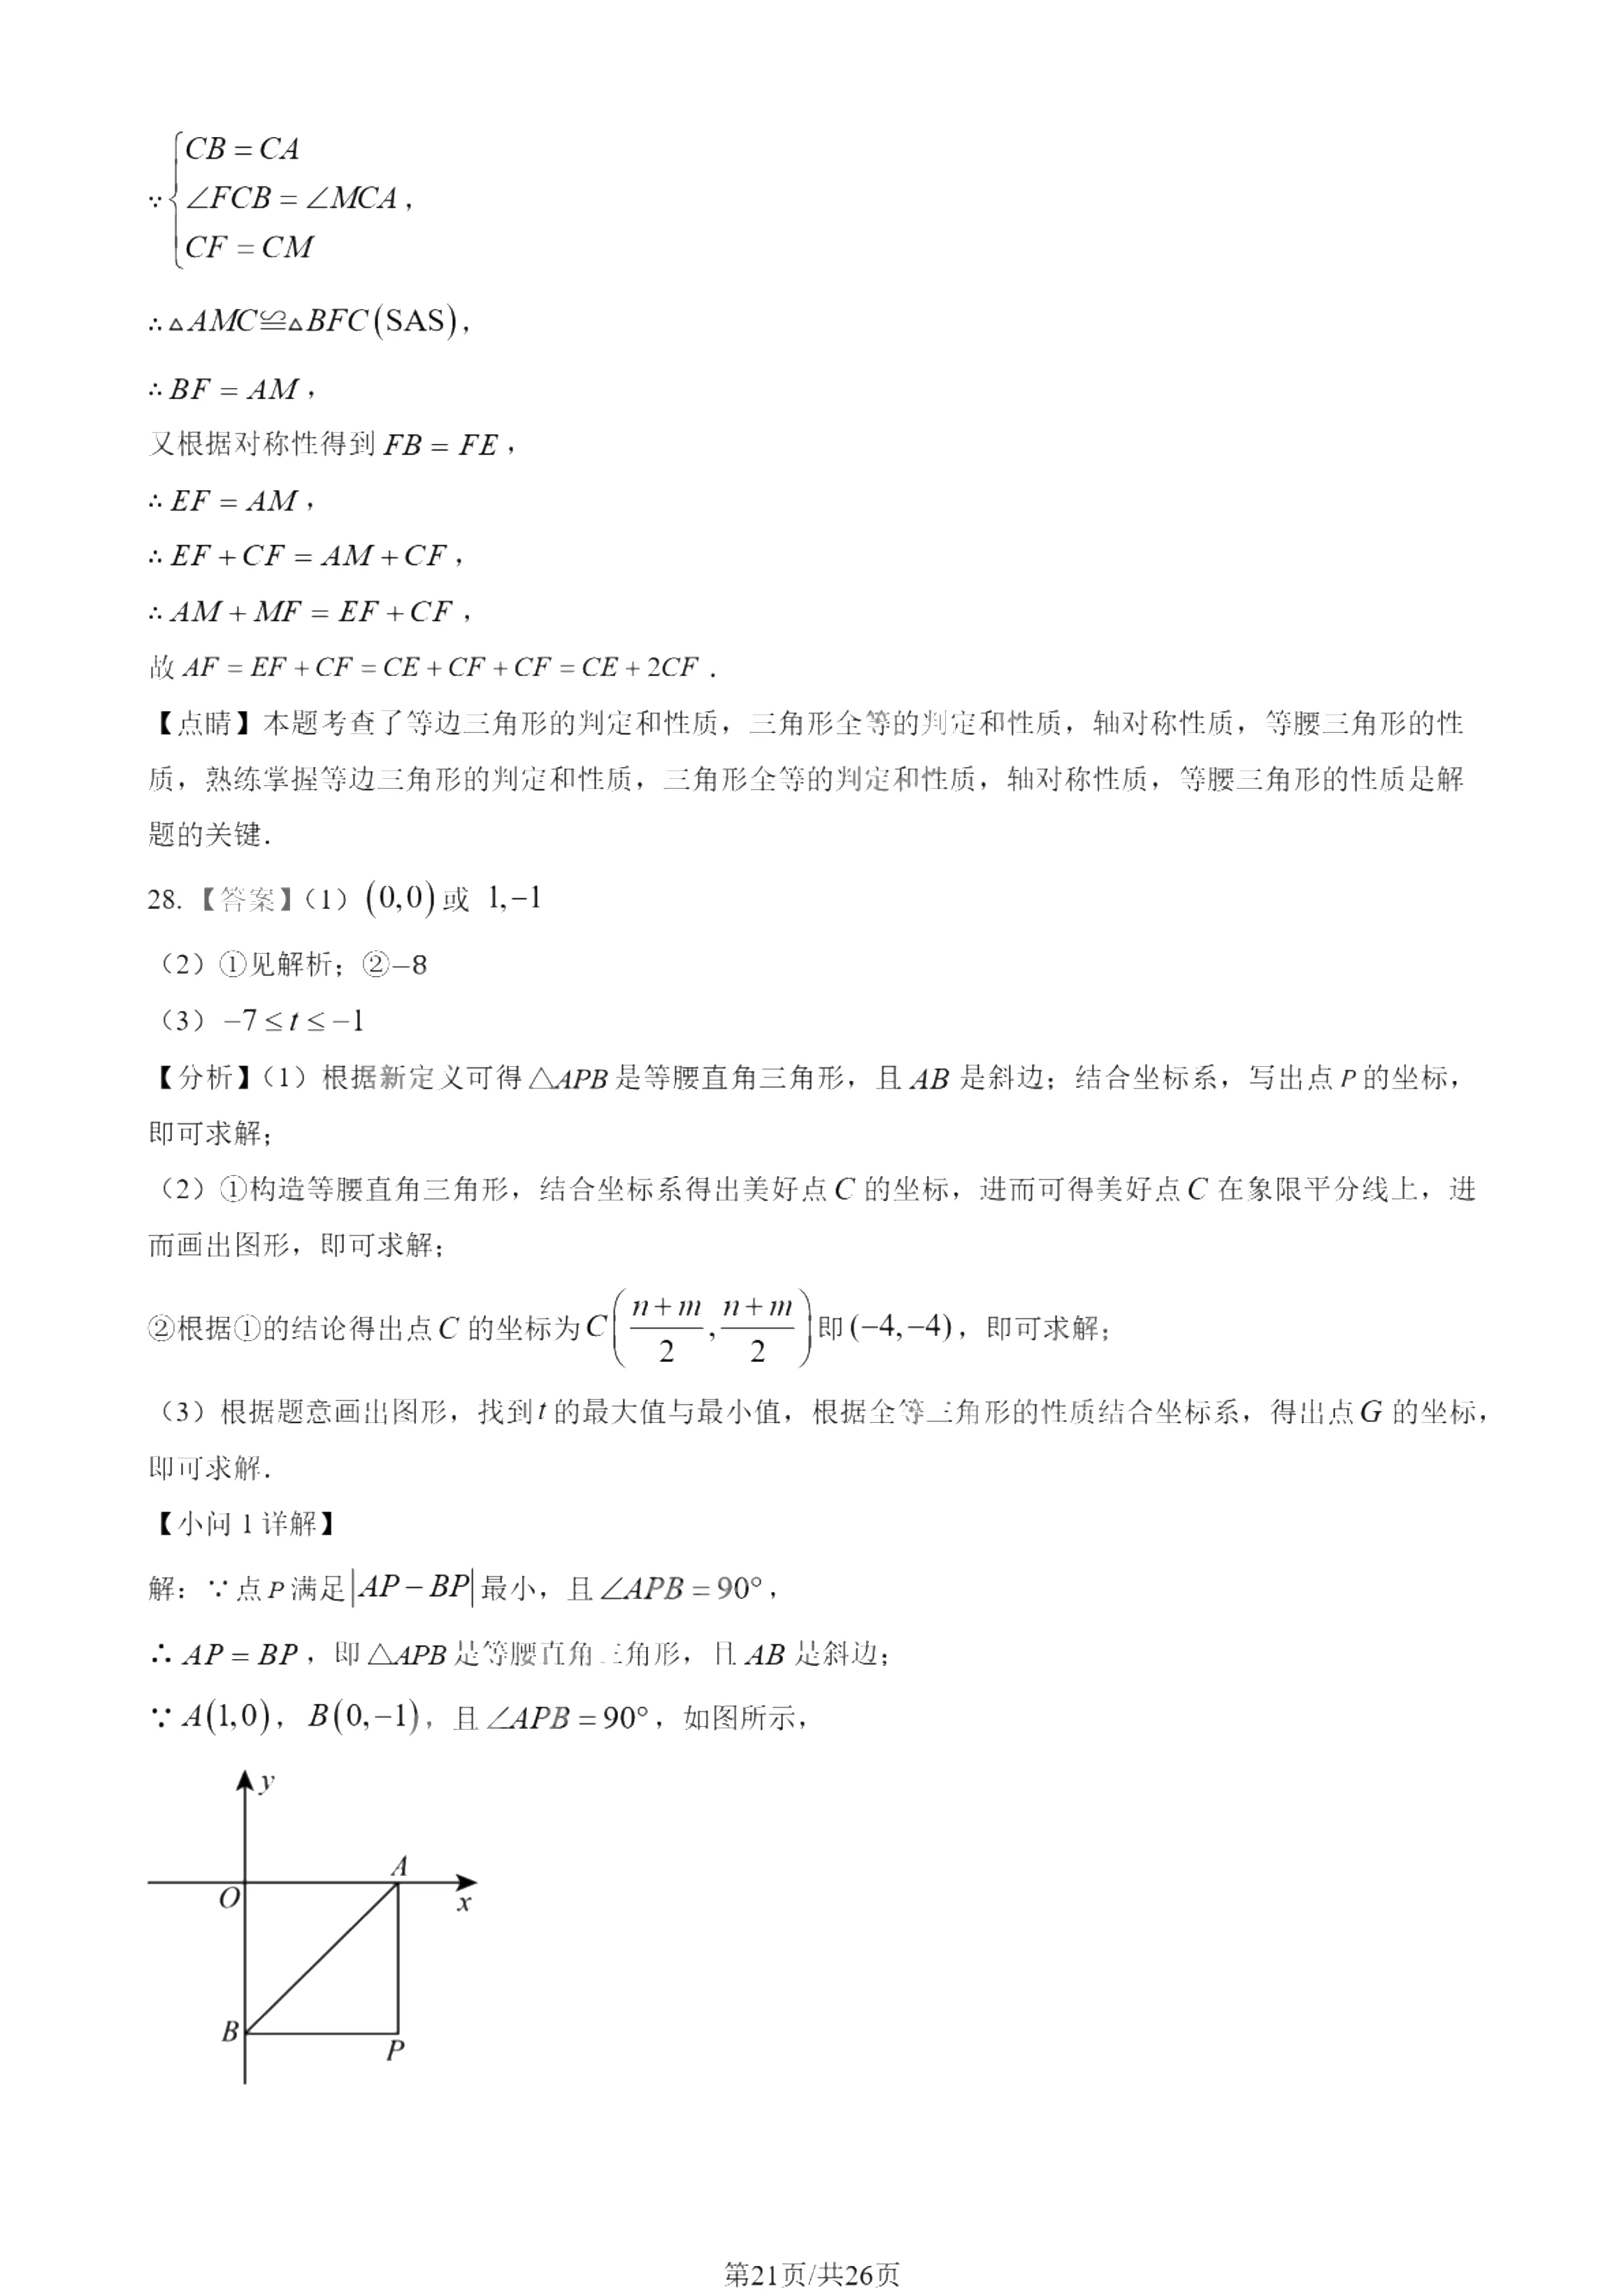 ∵ { CB = CA
∠FCB = ∠MCA，
CF = CM
∴△AMC≌△BFC(SAS)，
∴BF = AM，
又根据对称性得到 FB = FE，
∴EF = AM，
∴EF + CF = AM + CF，
∴AM + MF = EF + CF，
故 AF = EF + CF = CE + CF + CF = CE + 2CF．
【点睛】本题考查了等边三角形的判定和性质，三角形全等的判定和性质，轴对称性质，等腰三角形的性
质，熟练掌握等边三角形的判定和性质，三角形全等的判定和性质，轴对称性质，等腰三角形的性质是解
题的关键．
28. 【答案】（1）(0,0)或 1,−1
（2）①见解析；②−8
（3）−7 ≤ t ≤ −1
【分析】（1）根据新定义可得△APB是等腰直角三角形，且 AB 是斜边；结合坐标系，写出点 P 的坐标，
即可求解；
（2）①构造等腰直角三角形，结合坐标系得出美好点 C 的坐标，进而可得美好点 C 在象限平分线上，进
而画出图形，即可求解；
②根据①的结论得出点 C 的坐标为 C((n+m)/2, (n+m)/2) 即 (−4,−4)，即可求解；
（3）根据题意画出图形，找到 t 的最大值与最小值，根据全等三角形的性质结合坐标系，得出点 G 的坐标，
即可求解．
【小问 1 详解】
解：∵点 P 满足|AP − BP|最小，且∠APB = 90°，
∴ AP = BP，即△APB是等腰直角三角形，且 AB 是斜边；
∵ A(1,0)，B(0,−1)，且∠APB = 90°，如图所示，
y
A
O
x
B
P
第21页/共26页